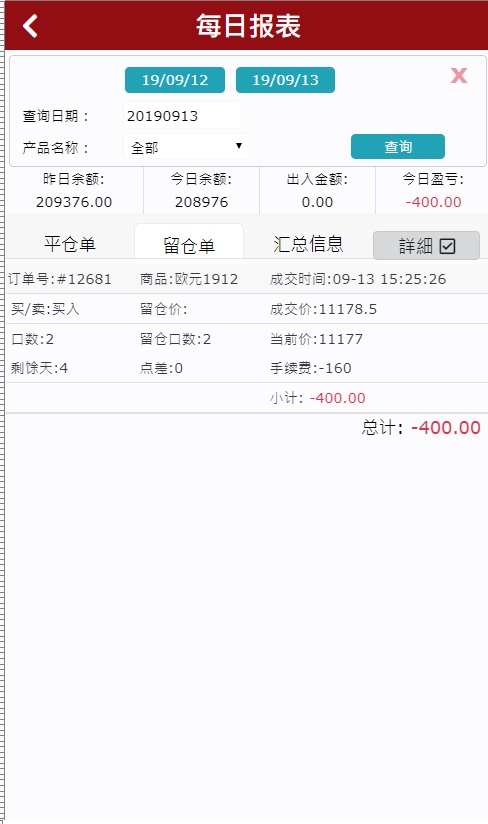 每日报表
19/09/12 19/09/13 X
查询日期： 20190913
产品名称： 全部 查询
昨日余额: 今日余额: 出入金额: 今日盈亏:
209376.00 208976 0.00 -400.00
平仓单 留仓单 汇总信息 詳細
订单号:#12681 商品:欧元1912 成交时间:09-13 15:25:26
买/卖:买入 留仓价: 成交价:11178.5
口数:2 留仓口数:2 当前价:11177
剩馀天:4 点差:0 手续费:-160
小计: -400.00
总计: -400.00